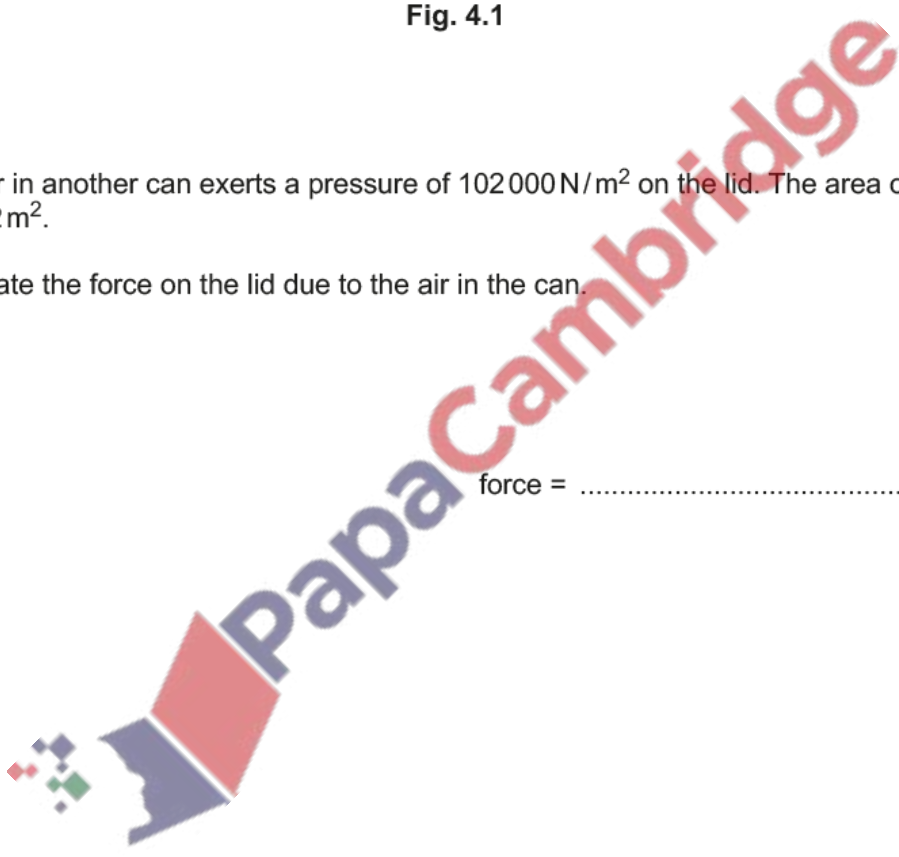 Fig. 4.1
in another can exerts a pressure of 102 000 N/m² on the lid. The area
m².
the force on the lid due to the air in the can.
force = ........................................
PapaCambridge